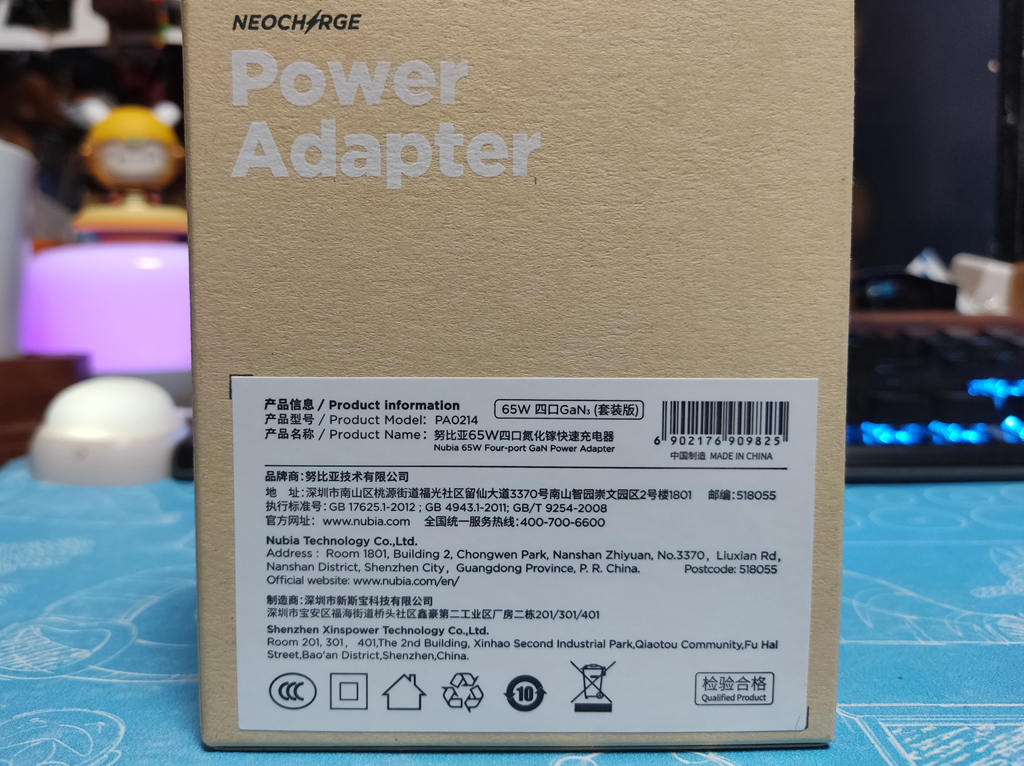 NEOCHARGE
Power
Adapter
产品信息 / Product information
产品型号 / Product Model: PA0214
产品名称 / Product Name: 努比亚65W四口氮化镓快速充电器
Nubia 65W Four-port GaN Power Adapter
65W 四口GaN₃ (套装版)
6 902176 909825
中国制造 MADE IN CHINA
品牌商:努比亚技术有限公司
地 址:深圳市南山区桃源街道福光社区留仙大道3370号南山智园崇文园区2号楼1801 邮编:518055
执行标准号:GB 17625.1-2012 ; GB 4943.1-2011; GB/T 9254-2008
官方网址: www.nubia.com 全国统一服务热线:400-700-6600
Nubia Technology Co.,Ltd.
Address : Room 1801, Building 2, Chongwen Park, Nanshan Zhiyuan, No.3370, Liuxian Rd,
Nanshan District, Shenzhen City, Guangdong Province, P. R. China. Postcode: 518055
Official website: www.nubia.com/en/
制造商:深圳市新斯宝科技有限公司
深圳市宝安区福海街道桥头社区鑫豪第二工业区厂房二栋201/301/401
Shenzhen Xinspower Technology Co.,Ltd.
Room 201, 301, 401,The 2nd Building, Xinhao Second Industrial Park,Qiaotou Community,Fu Hai
Street,Bao'an District,Shenzhen,China.
CCC
10
检验合格
Qualified Product